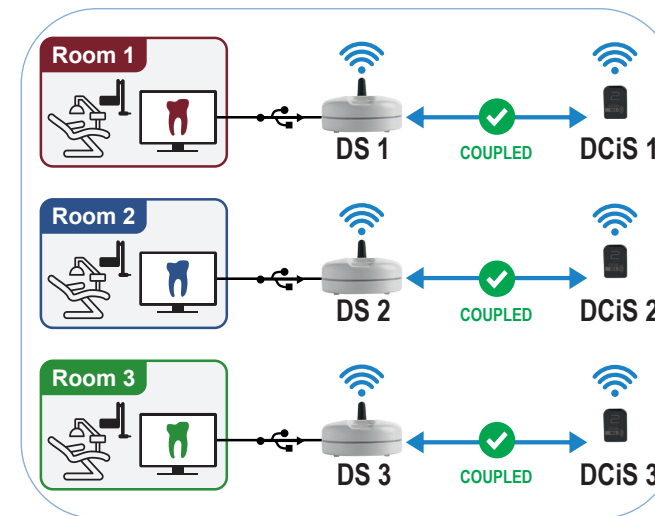 Room 1
DS 1
COUPLED
DCiS 1
Room 2
DS 2
COUPLED
DCiS 2
Room 3
DS 3
COUPLED
DCiS 3